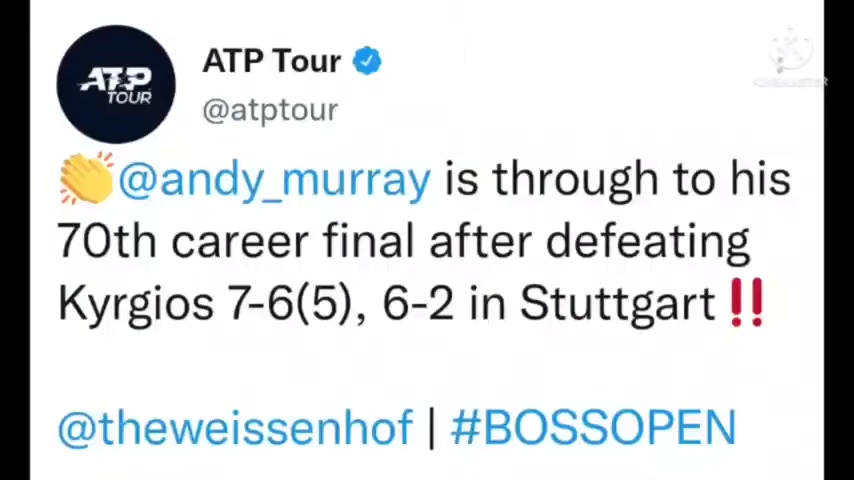 ATP
TOUR
ATP Tour
@atptour
👏@andy_murray is through to his
70th career final after defeating
Kyrgios 7-6(5), 6-2 in Stuttgart‼️
@theweissenhof | #BOSSOPEN